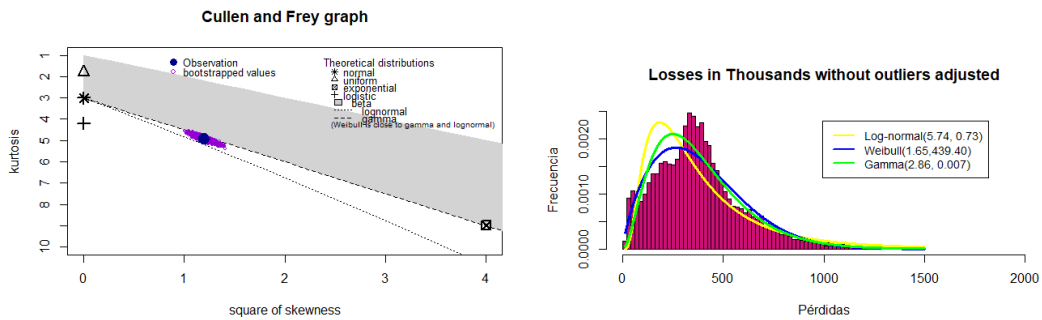 Cullen and Frey graph
Observation
bootstrapped values
Theoretical distributions
normal
uniform
exponential
logistic
beta
lognormal
gamma
(Weibull is close to gamma and lognormal)
kurtosis
1
2
3
4
5
6
7
8
9
10
0 1 2 3 4
square of skewness
Losses in Thousands without outliers adjusted
Log-normal(5.74, 0.73)
Weibull(1.65,439.40)
Gamma(2.86, 0.007)
Frecuencia
0.0020
0.0010
0.0000
0 500 1000 1500 2000
Pérdidas